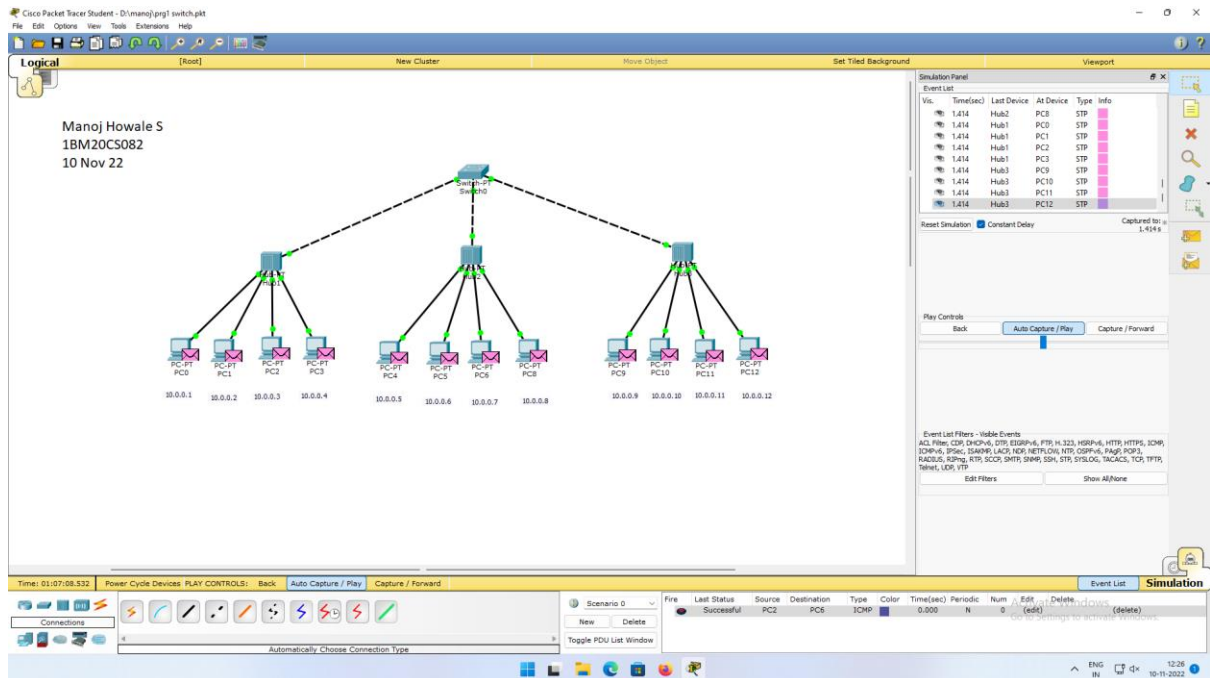 Cisco Packet Tracer Student - D:\manoj\prg1 switch.pkt
File Edit Options View Tools Extensions Help
Logical [Root] New Cluster Move Object Set Tiled Background Viewport
Manoj Howale S
1BM20CS082
10 Nov 22
Switch-PT
Switch0
Hub1
PC-PT PC-PT PC-PT PC-PT PC-PT PC-PT PC-PT PC-PT PC-PT PC-PT PC-PT PC-PT
PC0 PC1 PC2 PC3 PC4 PC5 PC6 PC8 PC9 PC10 PC11 PC12
10.0.0.1 10.0.0.2 10.0.0.3 10.0.0.4 10.0.0.5 10.0.0.6 10.0.0.7 10.0.0.8 10.0.0.9 10.0.0.10 10.0.0.11 10.0.0.12
Simulation Panel
Event List
Vis. Time(sec) Last Device At Device Type Info
1.414 Hub2 PC8 STP
1.414 Hub1 PC0 STP
1.414 Hub1 PC1 STP
1.414 Hub1 PC2 STP
1.414 Hub1 PC3 STP
1.414 Hub3 PC9 STP
1.414 Hub3 PC10 STP
1.414 Hub3 PC11 STP
1.414 Hub3 PC12 STP
Reset Simulation Constant Delay Captured to:
1.414 s
Play Controls
Back Auto Capture / Play Capture / Forward
Event List Filters - Visible Events
ACL Filter, CDP, DHCPv6, DTP, EIGRPv6, FTP, H.323, HSRPv6, HTTP, HTTPS, ICMP,
ICMPv6, IPSec, ISAKMP, LACP, NDP, NETFLOW, NTP, OSPFv6, PAgP, POP3,
RADIUS, RIPng, RTP, SCCP, SMTP, SNMP, SSH, STP, SYSLOG, TACACS, TCP, TFTP,
Telnet, UDP, VTP
Edit Filters Show All/None
Time: 01:07:08.532 Power Cycle Devices PLAY CONTROLS: Back Auto Capture / Play Capture / Forward Event List Simulation
Connections
Automatically Choose Connection Type
Scenario 0
New Delete
Toggle PDU List Window
Fire Last Status Source Destination Type Color Time(sec) Periodic Num Edit Delete
Successful PC2 PC6 ICMP 0.000 N 0 (edit) (delete)
Activate Windows
Go to Settings to activate Windows.
ENG
IN
12:26
10-11-2022